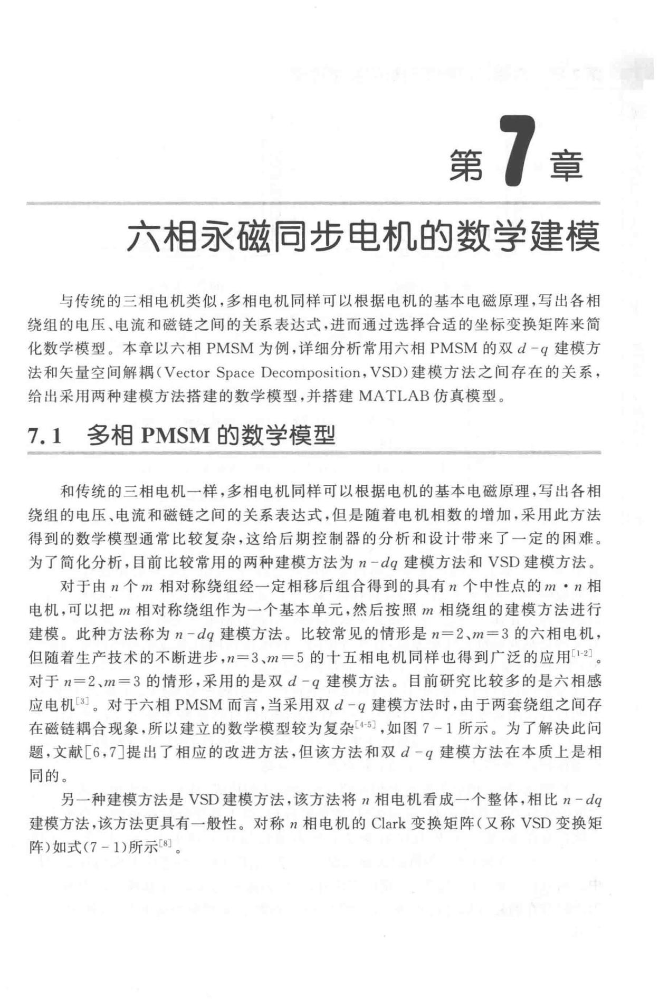 第7章
六相永磁同步电机的数学建模
与传统的三相电机类似,多相电机同样可以根据电机的基本电磁原理,写出各相
绕组的电压、电流和磁链之间的关系表达式,进而通过选择合适的坐标变换矩阵来简
化数学模型。本章以六相 PMSM 为例,详细分析常用六相 PMSM 的双 d-q 建模方
法和矢量空间解耦(Vector Space Decomposition,VSD)建模方法之间存在的关系,
给出采用两种建模方法搭建的数学模型,并搭建 MATLAB 仿真模型。
7.1 多相 PMSM 的数学模型
和传统的三相电机一样,多相电机同样可以根据电机的基本电磁原理,写出各相
绕组的电压、电流和磁链之间的关系表达式,但是随着电机相数的增加,采用此方法
得到的数学模型通常比较复杂,这给后期控制器的分析和设计带来了一定的困难。
为了简化分析,目前比较常用的两种建模方法为 n-dq 建模方法和 VSD 建模方法。
对于由 n 个 m 相对称绕组经一定相移后组合得到的具有 n 个中性点的 m·n 相
电机,可以把 m 相对称绕组作为一个基本单元,然后按照 m 相绕组的建模方法进行
建模。此种方法称为 n-dq 建模方法。比较常见的情形是 n=2、m=3 的六相电机,
但随着生产技术的不断进步,n=3、m=5 的十五相电机同样也得到广泛的应用[1-2]。
对于 n=2、m=3 的情形,采用的是双 d-q 建模方法。目前研究比较多的是六相感
应电机[3]。对于六相 PMSM 而言,当采用双 d-q 建模方法时,由于两套绕组之间存
在磁链耦合现象,所以建立的数学模型较为复杂[4-5],如图 7-1 所示。为了解决此问
题,文献[6,7]提出了相应的改进方法,但该方法和双 d-q 建模方法在本质上是相
同的。
另一种建模方法是 VSD 建模方法,该方法将 n 相电机看成一个整体,相比 n-dq
建模方法,该方法更具有一般性。对称 n 相电机的 Clark 变换矩阵(又称 VSD 变换矩
阵)如式(7-1)所示[8]。